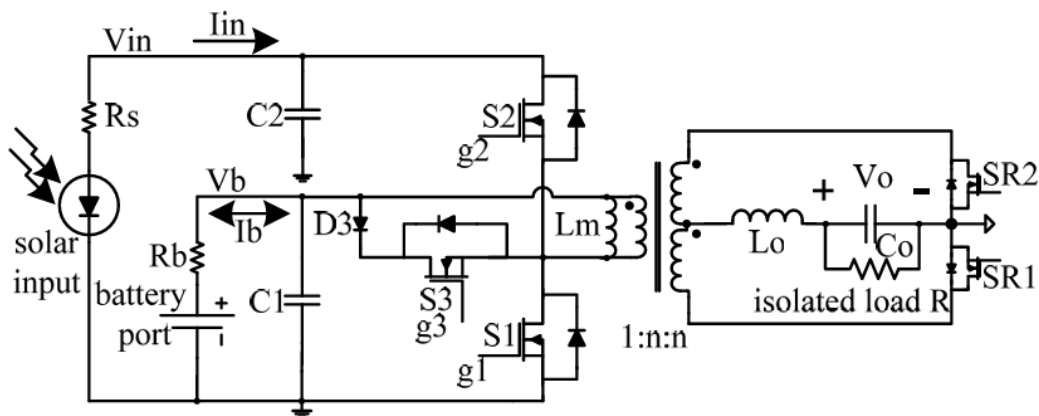 Vin
Iin
Rs
C2
S2
g2
solar
input
Vb
Ib
Rb
battery
port
+
-
C1
D3
S3
g3
Lm
S1
g1
1:n:n
Lo
+
Vo
-
Co
isolated load R
SR2
SR1